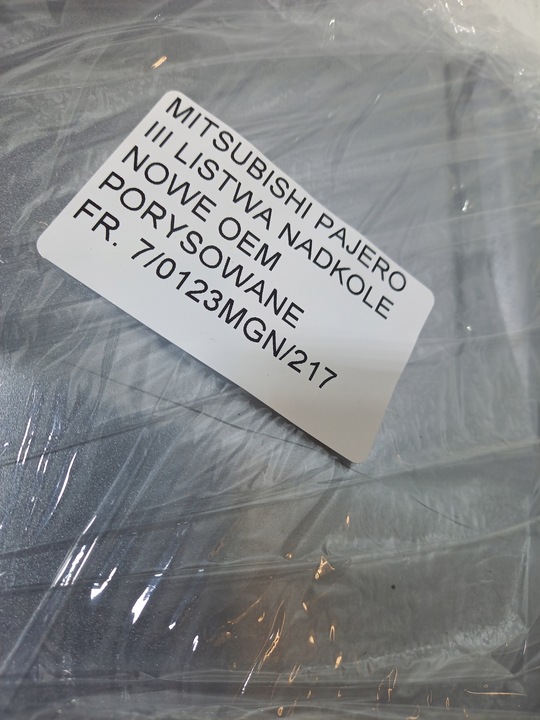 MITSUBISHI PAJERO
III LISTWA NADKOLE
NOWE OEM
PORYSOWANE
FR. 7/0123MGN/217